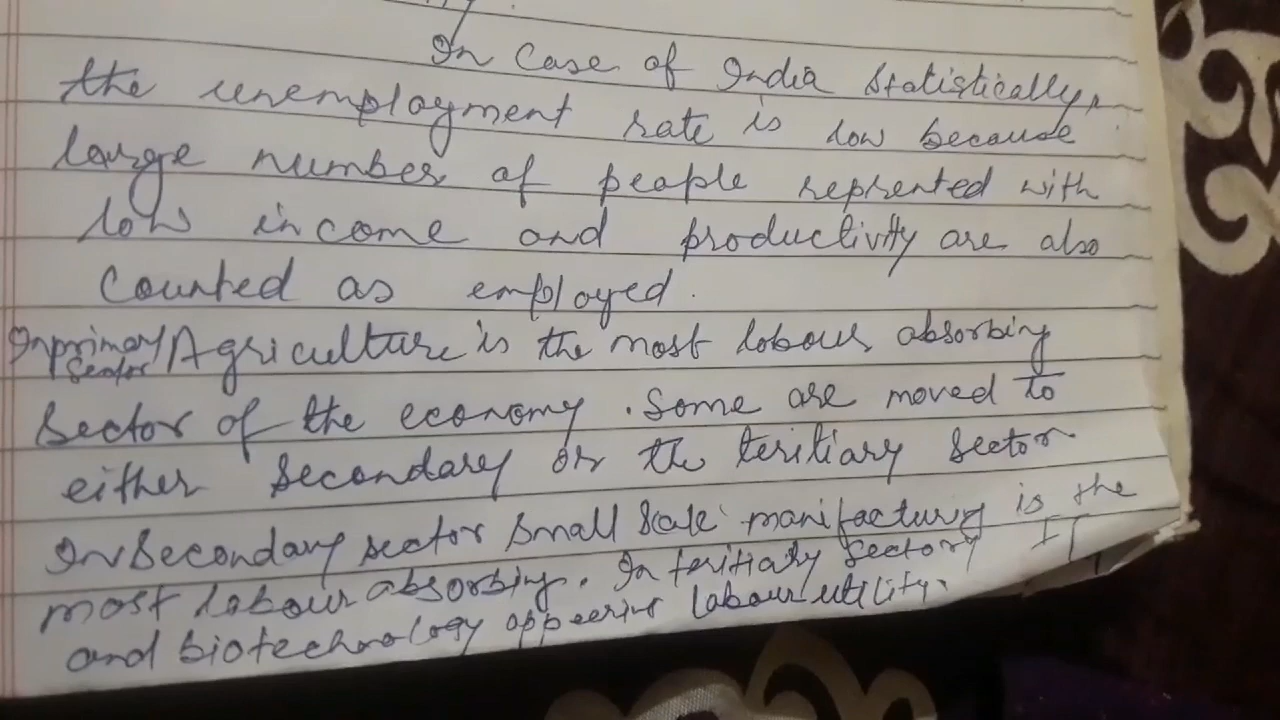 In Case of India Statistically,
the unemployment rate is low because
large number of people reprsented with
low income and productivity are also
Counted as employed.
In primary Sector Agriculture is the most labour absorbing
Sector of the economy. Some are moved to
either Secondary or the teritiary Sector
In Secondary sector Small Scale manifacturing is the
most labour absorbing. In teritiary Sector IT
and biotechnology appeering labour utility.